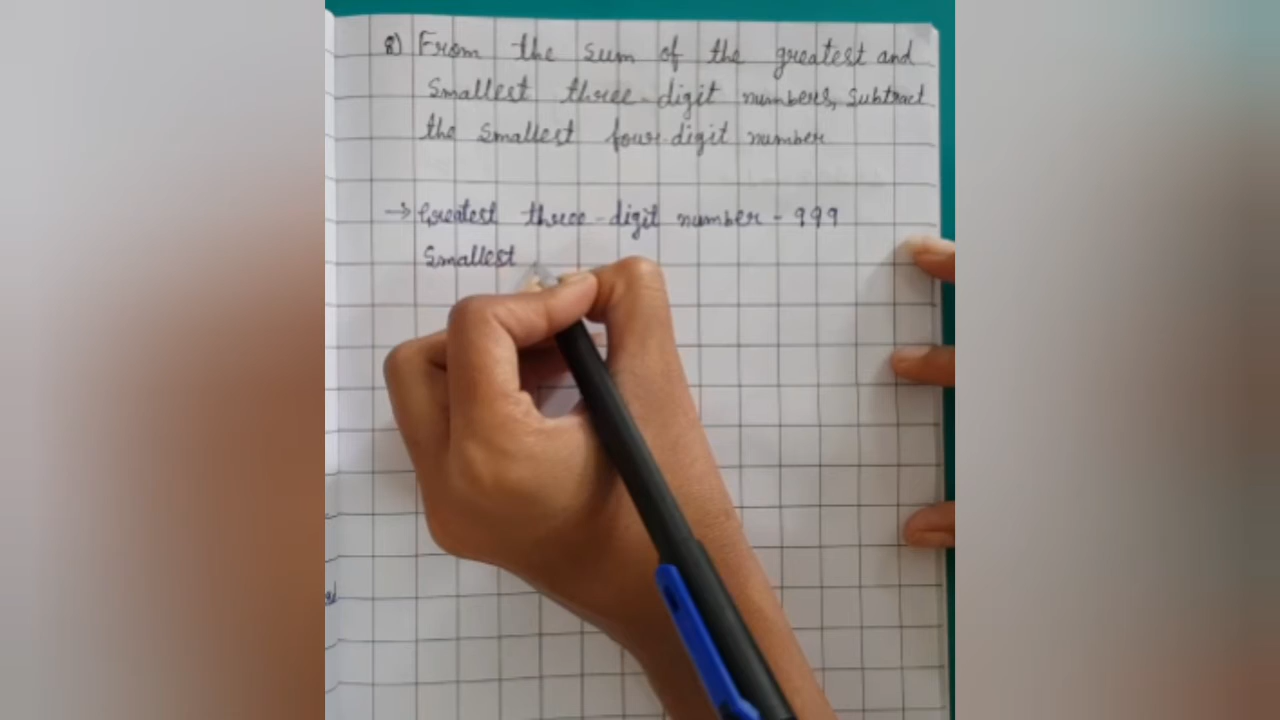 8) From the sum of the greatest and
Smallest three-digit numbers, Subtract
the Smallest four-digit number
→ Greatest three-digit number - 999
Smallest